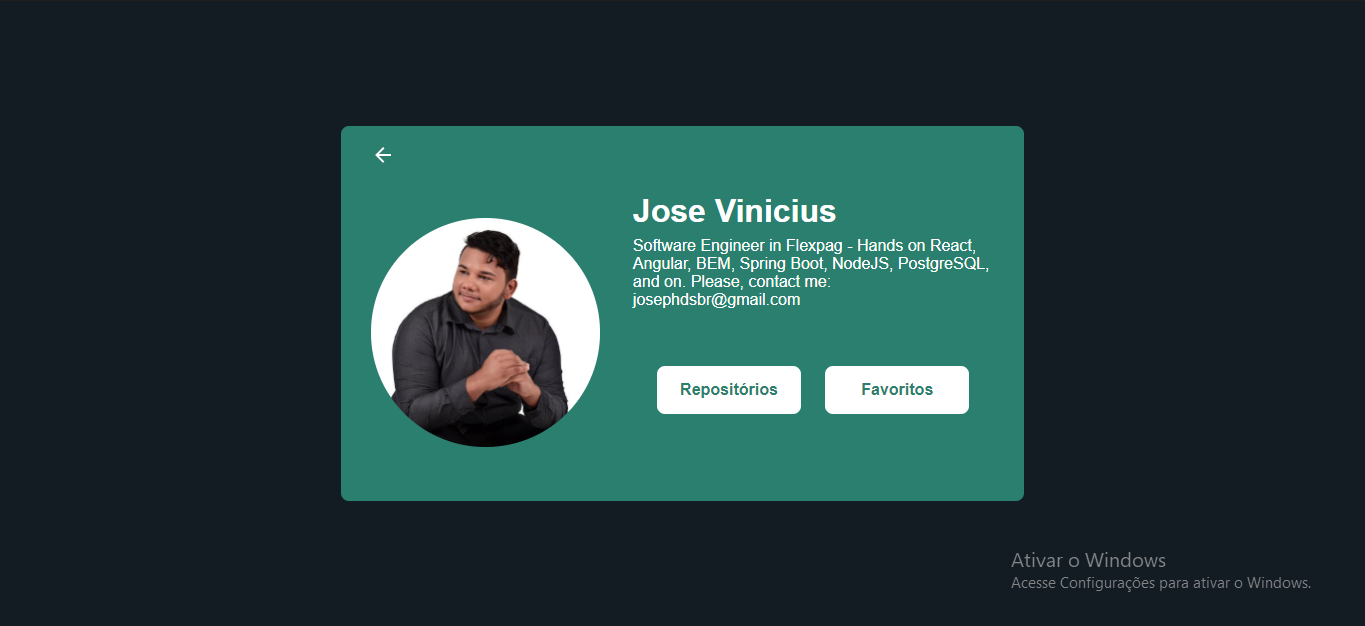 Jose Vinicius
Software Engineer in Flexpag - Hands on React,
Angular, BEM, Spring Boot, NodeJS, PostgreSQL,
and on. Please, contact me:
josephdsbr@gmail.com
Repositórios
Favoritos
Ativar o Windows
Acesse Configurações para ativar o Windows.